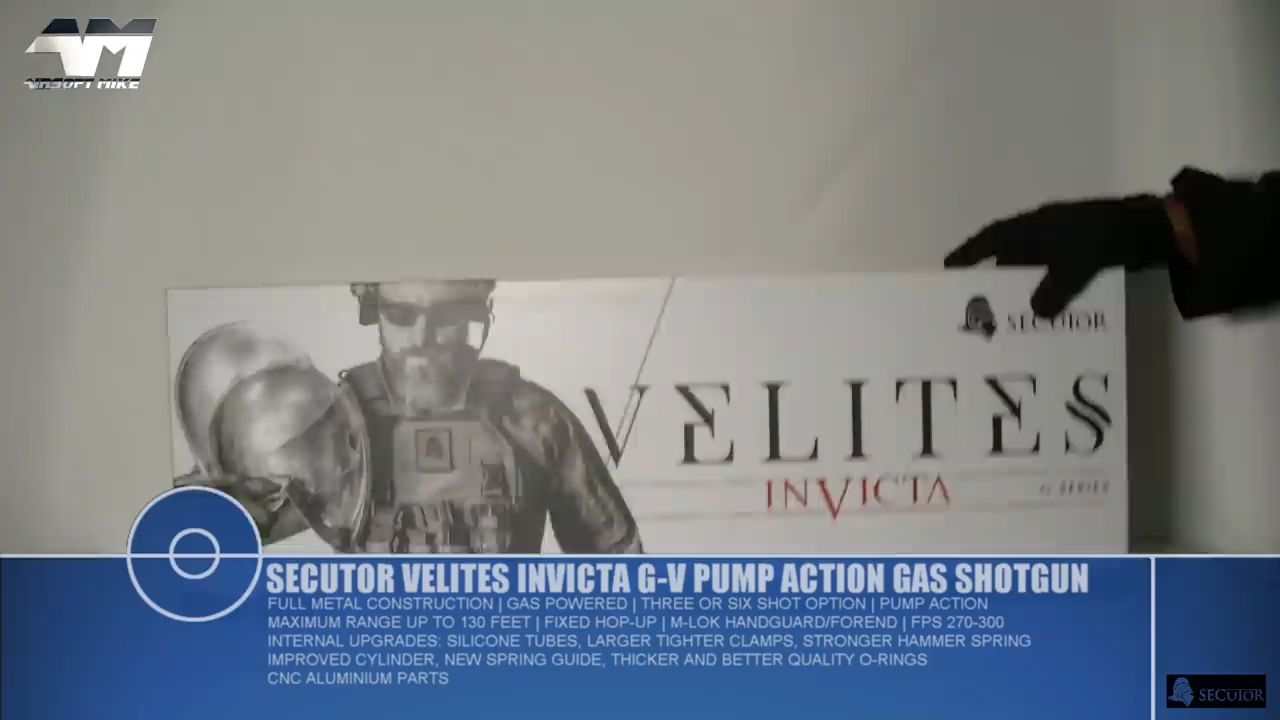 AM
AIRSOFT MIKE
SECUTOR
VELITES
INVICTA
G SERIES
SECUTOR VELITES INVICTA G-V PUMP ACTION GAS SHOTGUN
FULL METAL CONSTRUCTION | GAS POWERED | THREE OR SIX SHOT OPTION | PUMP ACTION
MAXIMUM RANGE UP TO 130 FEET | FIXED HOP-UP | M-LOK HANDGUARD/FOREND | FPS 270-300
INTERNAL UPGRADES: SILICONE TUBES, LARGER TIGHTER CLAMPS, STRONGER HAMMER SPRING
IMPROVED CYLINDER, NEW SPRING GUIDE, THICKER AND BETTER QUALITY O-RINGS
CNC ALUMINIUM PARTS
SECUTOR